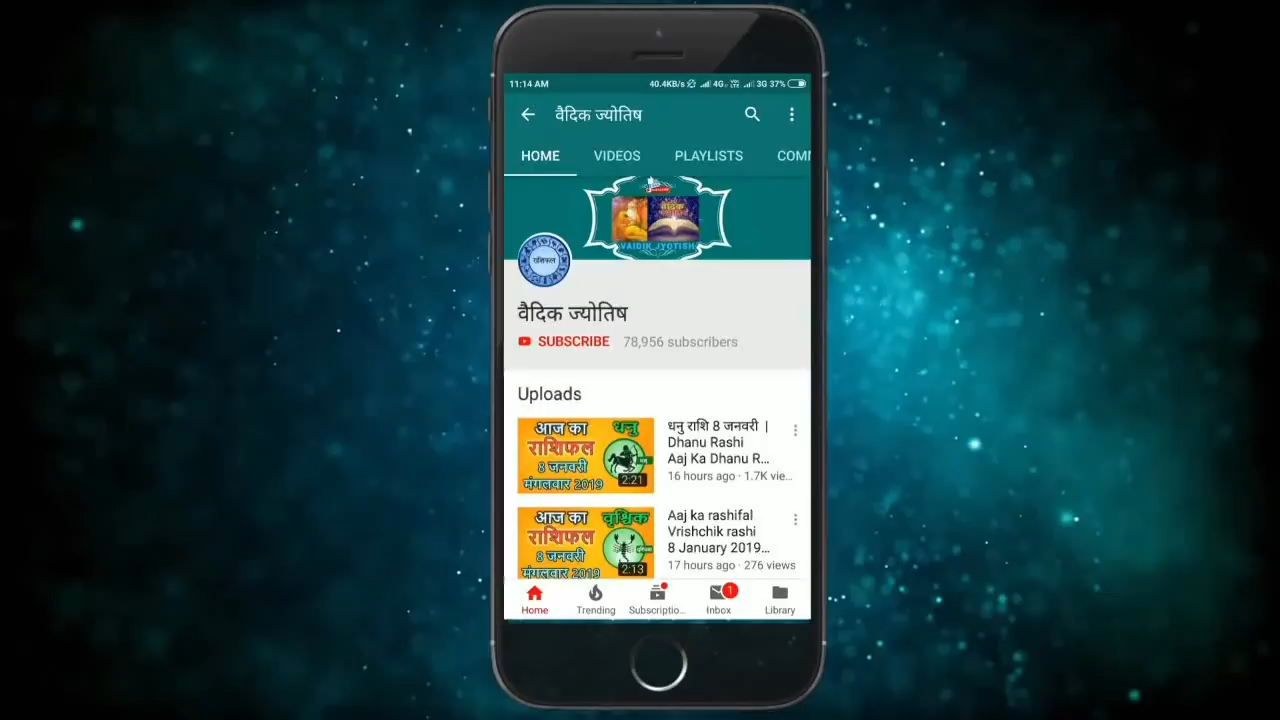 11:14 AM
40.4KB/s 4G 3G 37%
वैदिक ज्योतिष
HOME VIDEOS PLAYLISTS COM
वैदिक
VAIDIK JYOTISH
राशिफल
वैदिक ज्योतिष
SUBSCRIBE 78,956 subscribers
Uploads
आज का धनु
राशिफल
8 जनवरी
मंगलवार 2019
2:21
धनु राशि 8 जनवरी |
Dhanu Rashi
Aaj Ka Dhanu R...
16 hours ago · 1.7K vie...
आज का वृश्चिक
राशिफल
8 जनवरी
मंगलवार 2019
2:13
Aaj ka rashifal
Vrishchik rashi
8 January 2019...
17 hours ago · 276 views
1
Home Trending Subscriptio... Inbox Library